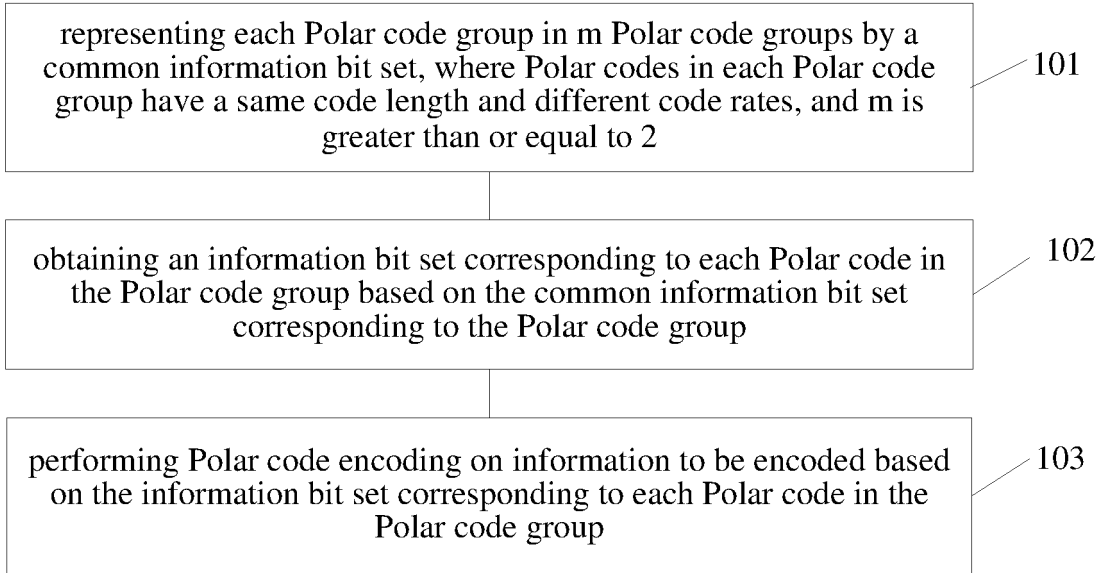 representing each Polar code group in m Polar code groups by a
common information bit set, where Polar codes in each Polar code
group have a same code length and different code rates, and m is
greater than or equal to 2
101
obtaining an information bit set corresponding to each Polar code in
the Polar code group based on the common information bit set
corresponding to the Polar code group
102
performing Polar code encoding on information to be encoded based
on the information bit set corresponding to each Polar code in the
Polar code group
103